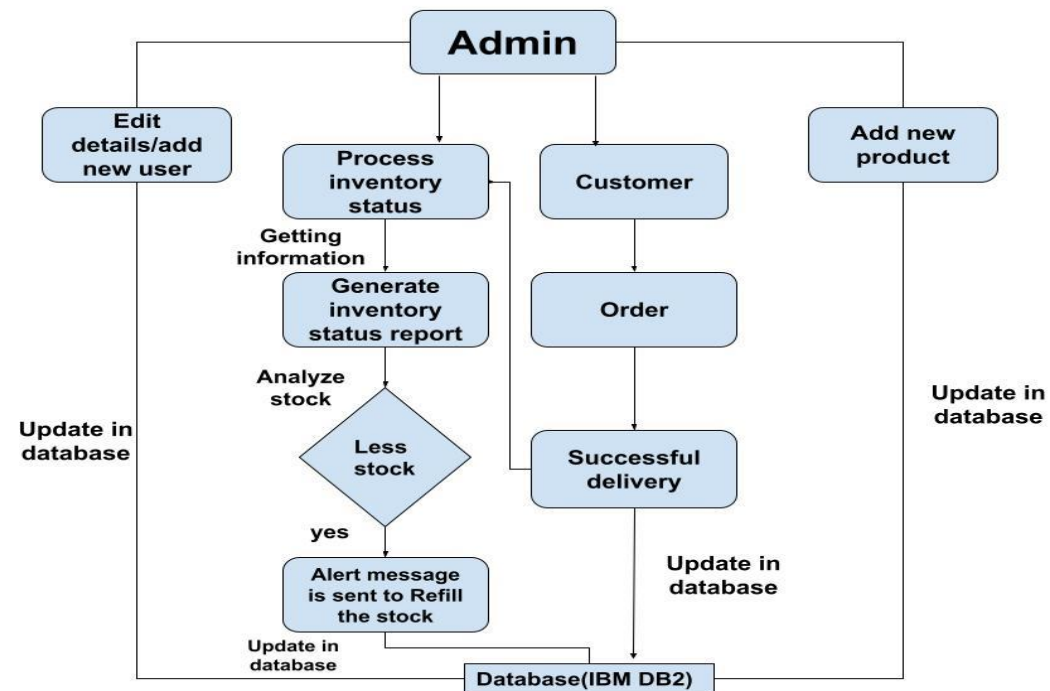 Admin
Edit
details/add
new user
Process
inventory
status
Customer
Add new
product
Getting
information
Generate
inventory
status report
Order
Analyze
stock
Update in
database
Less
stock
Successful
delivery
Update in
database
yes
Alert message
is sent to Refill
the stock
Update in
database
Update in
database
Database(IBM DB2)